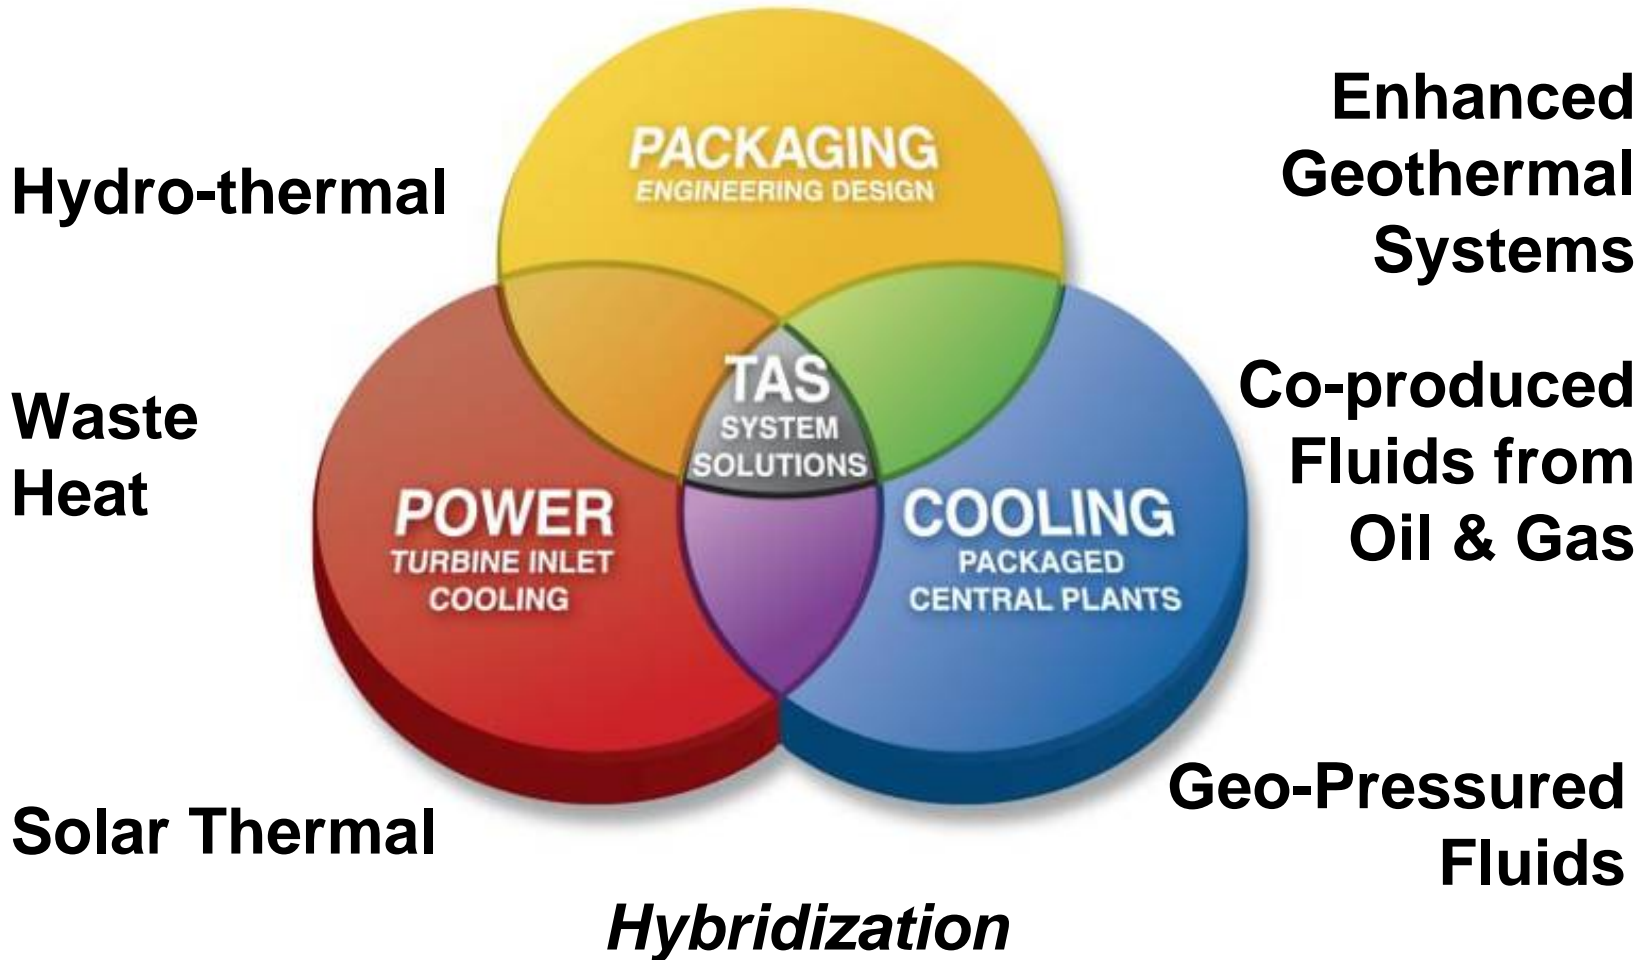 Hydro-thermal
Waste
Heat
Solar Thermal
PACKAGING
ENGINEERING DESIGN
TAS
SYSTEM
SOLUTIONS
POWER
TURBINE INLET
COOLING
COOLING
PACKAGED
CENTRAL PLANTS
Enhanced
Geothermal
Systems
Co-produced
Fluids from
Oil & Gas
Geo-Pressured
Fluids
Hybridization